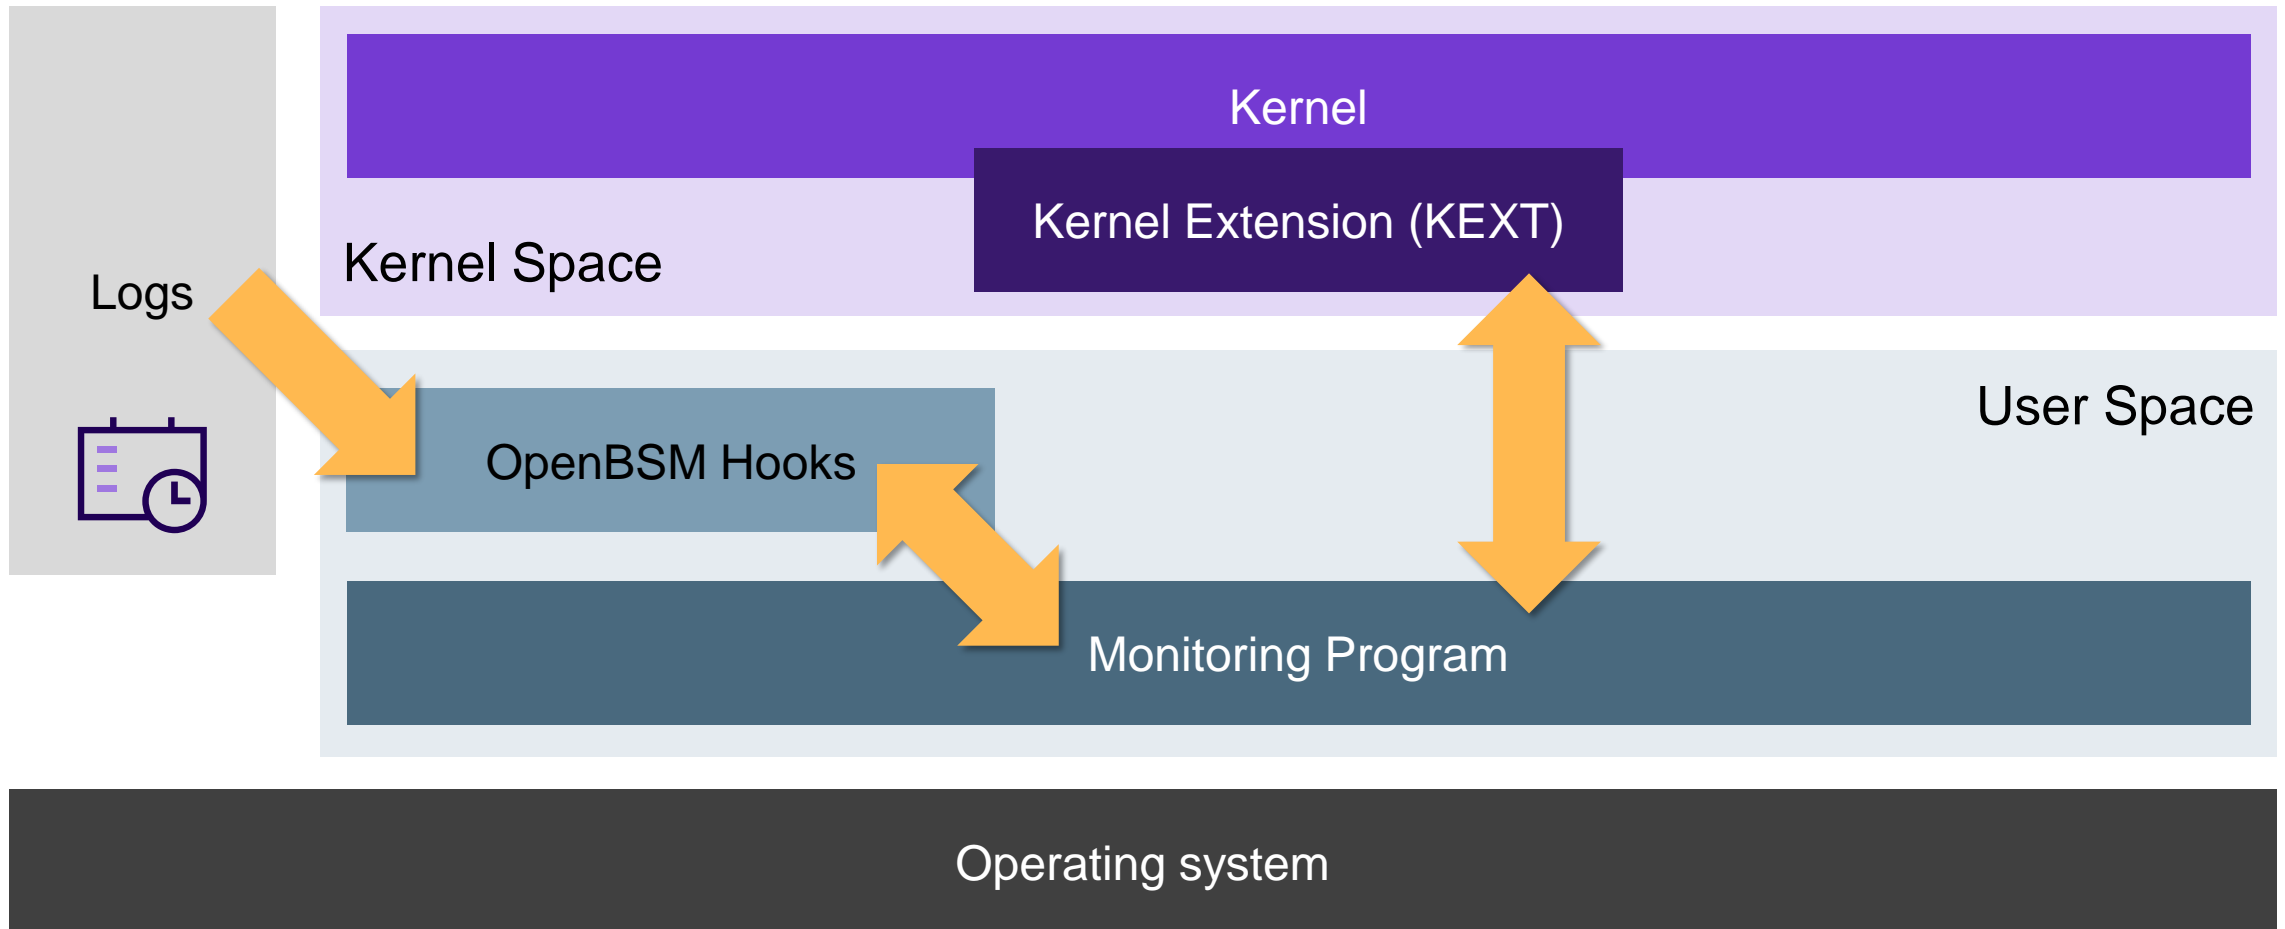 Kernel
Kernel Extension (KEXT)
Kernel Space
Logs
User Space
OpenBSM Hooks
Monitoring Program
Operating system